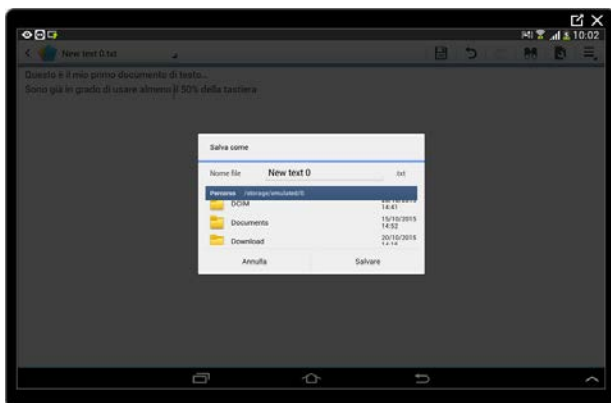 10:02
New text 0.txt
Questo è il mio primo documento di testo...
Sono già in grado di usare almeno il 50% della tastiera
Salva come
Nome file New text 0 .txt
Percorso /storage/emulated/0
DCIM
14:41
Documents 15/10/2015
14:52
Download 20/10/2015
Annulla Salvare